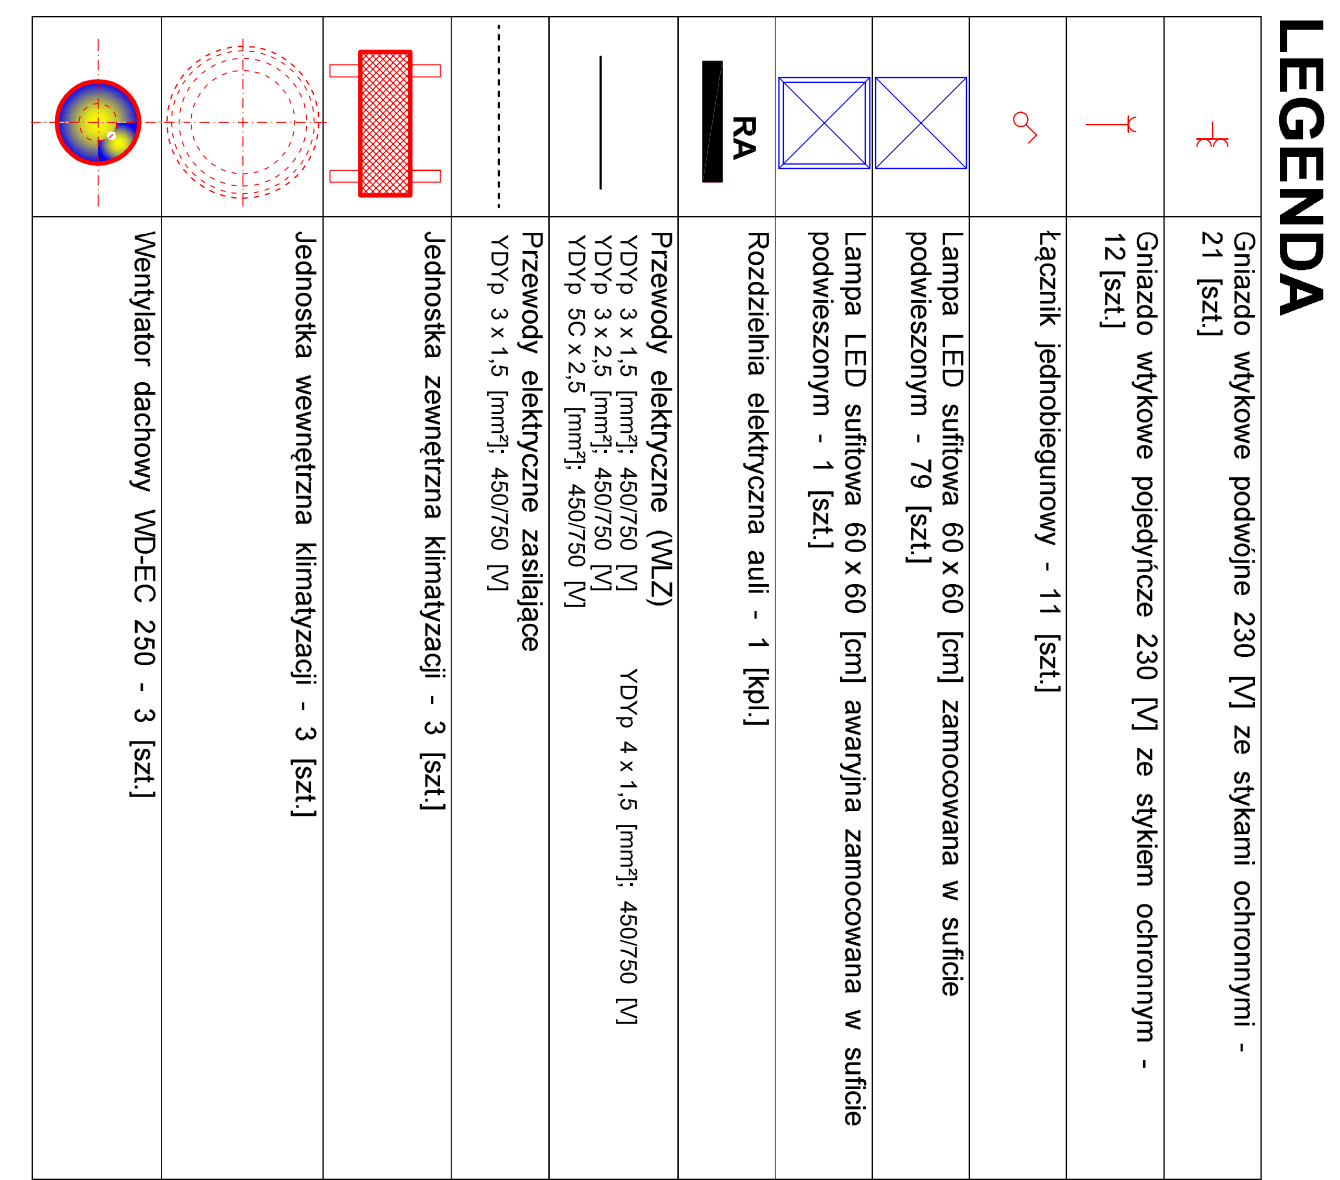 LEGENDA
Gniazdo wtykowe podwójne 230 [V] ze stykami ochronnymi -
21 [szt.]
Gniazdo wtykowe pojedyńcze 230 [V] ze stykiem ochronnym -
12 [szt.]
Łącznik jednobiegunowy - 11 [szt.]
Lampa LED sufitowa 60 x 60 [cm] zamocowana w suficie
podwieszonym - 79 [szt.]
Lampa LED sufitowa 60 x 60 [cm] awaryjna zamocowana w suficie
podwieszonym - 1 [szt.]
RA
Rozdzielnia elektryczna auli - 1 [kpl.]
Przewody elektryczne (WLZ)
YDYp 3 x 1,5 [mm²]; 450/750 [V] YDYp 4 x 1,5 [mm²]; 450/750 [V]
YDYp 3 x 2,5 [mm²]; 450/750 [V]
YDYp 5C x 2,5 [mm²]; 450/750 [V]
Przewody elektryczne zasilające
YDYp 3 x 1,5 [mm²]; 450/750 [V]
Jednostka zewnętrzna klimatyzacji - 3 [szt.]
Jednostka wewnętrzna klimatyzacji - 3 [szt.]
Wentylator dachowy WD-EC 250 - 3 [szt.]